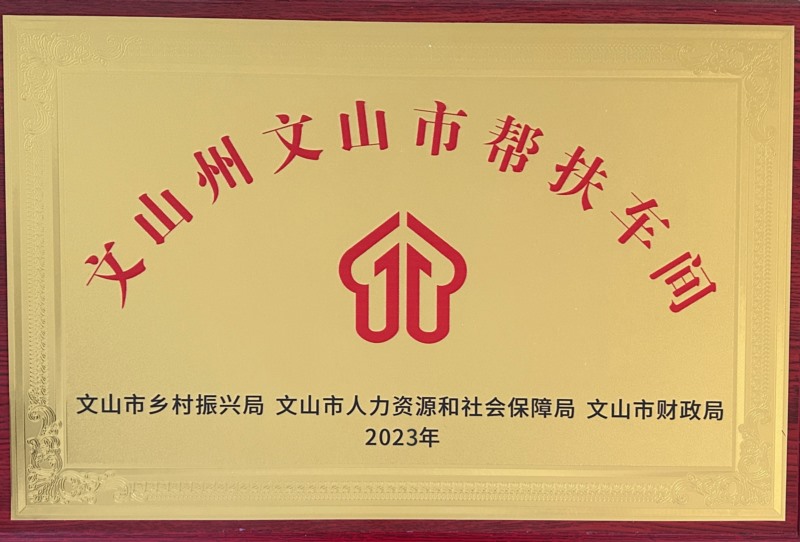 文山州文山市帮扶车间
文山市乡村振兴局 文山市人力资源和社会保障局 文山市财政局
2023年